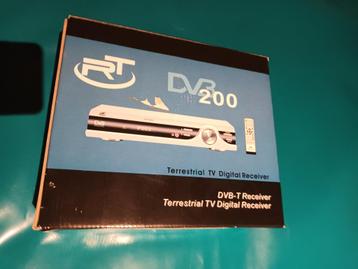 RT
DVB
200
Terrestrial TV Digital Receiver
DVB-T Receiver
Terrestrial TV Digital Receiver